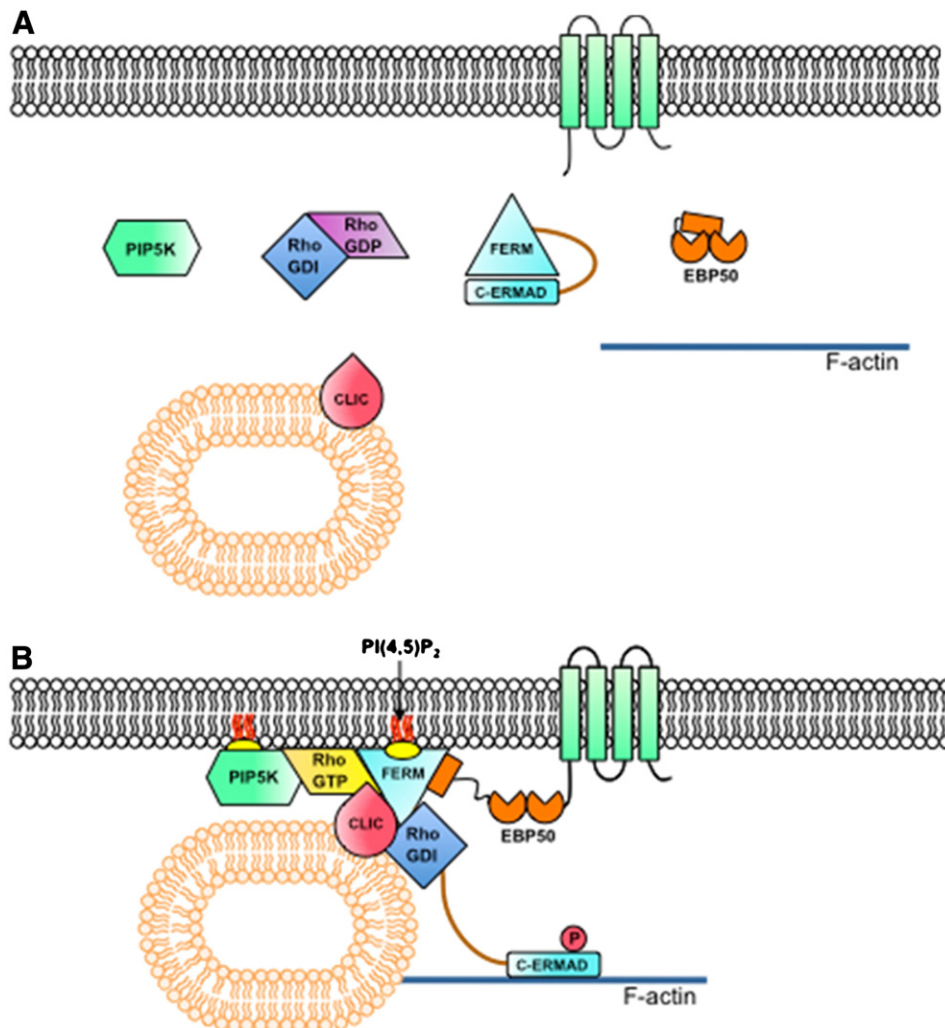 A
PIP5K
Rho
GDI
Rho
GDP
FERM
C-ERMAD
EBP50
F-actin
CLIC
B
PI(4,5)P₂
PIP5K
Rho
GTP
FERM
CLIC
Rho
GDI
EBP50
P
C-ERMAD
F-actin